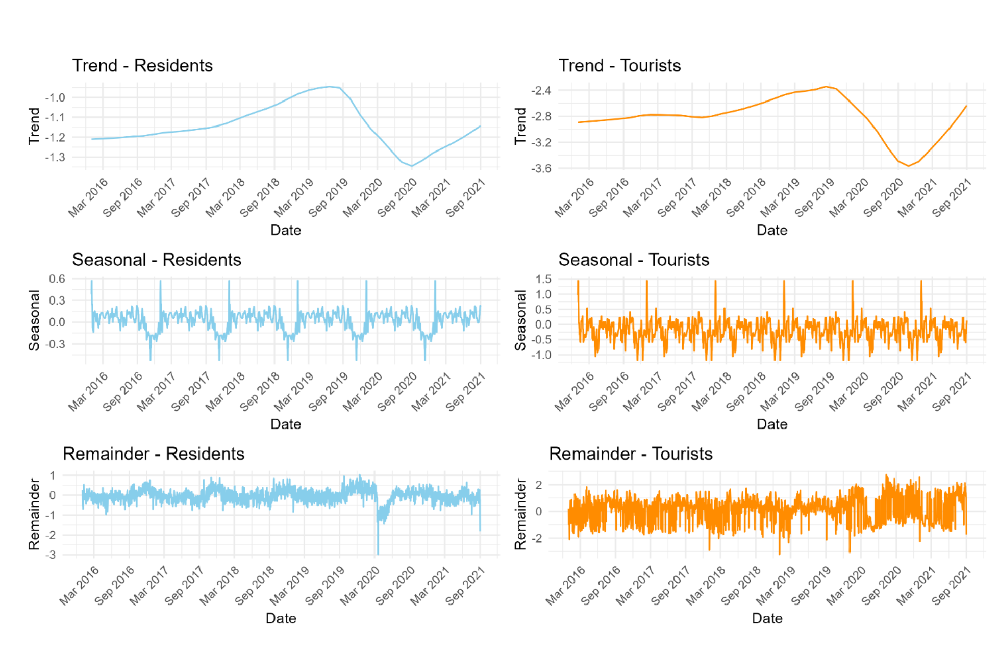 Trend - Residents
Trend
-1.0
-1.1
-1.2
-1.3
Mar 2016
Sep 2016
Mar 2017
Sep 2017
Mar 2018
Sep 2018
Mar 2019
Sep 2019
Mar 2020
Sep 2020
Mar 2021
Sep 2021
Date
Trend - Tourists
Trend
-2.4
-2.8
-3.2
-3.6
Mar 2016
Sep 2016
Mar 2017
Sep 2017
Mar 2018
Sep 2018
Mar 2019
Sep 2019
Mar 2020
Sep 2020
Mar 2021
Sep 2021
Date
Seasonal - Residents
Seasonal
0.6
0.3
0.0
-0.3
Mar 2016
Sep 2016
Mar 2017
Sep 2017
Mar 2018
Sep 2018
Mar 2019
Sep 2019
Mar 2020
Sep 2020
Mar 2021
Sep 2021
Date
Seasonal - Tourists
Seasonal
1.5
1.0
0.5
0.0
-0.5
-1.0
Mar 2016
Sep 2016
Mar 2017
Sep 2017
Mar 2018
Sep 2018
Mar 2019
Sep 2019
Mar 2020
Sep 2020
Mar 2021
Sep 2021
Date
Remainder - Residents
Remainder
1
0
-1
-2
-3
Mar 2016
Sep 2016
Mar 2017
Sep 2017
Mar 2018
Sep 2018
Mar 2019
Sep 2019
Mar 2020
Sep 2020
Mar 2021
Sep 2021
Date
Remainder - Tourists
Remainder
2
0
-2
Mar 2016
Sep 2016
Mar 2017
Sep 2017
Mar 2018
Sep 2018
Mar 2019
Sep 2019
Mar 2020
Sep 2020
Mar 2021
Sep 2021
Date